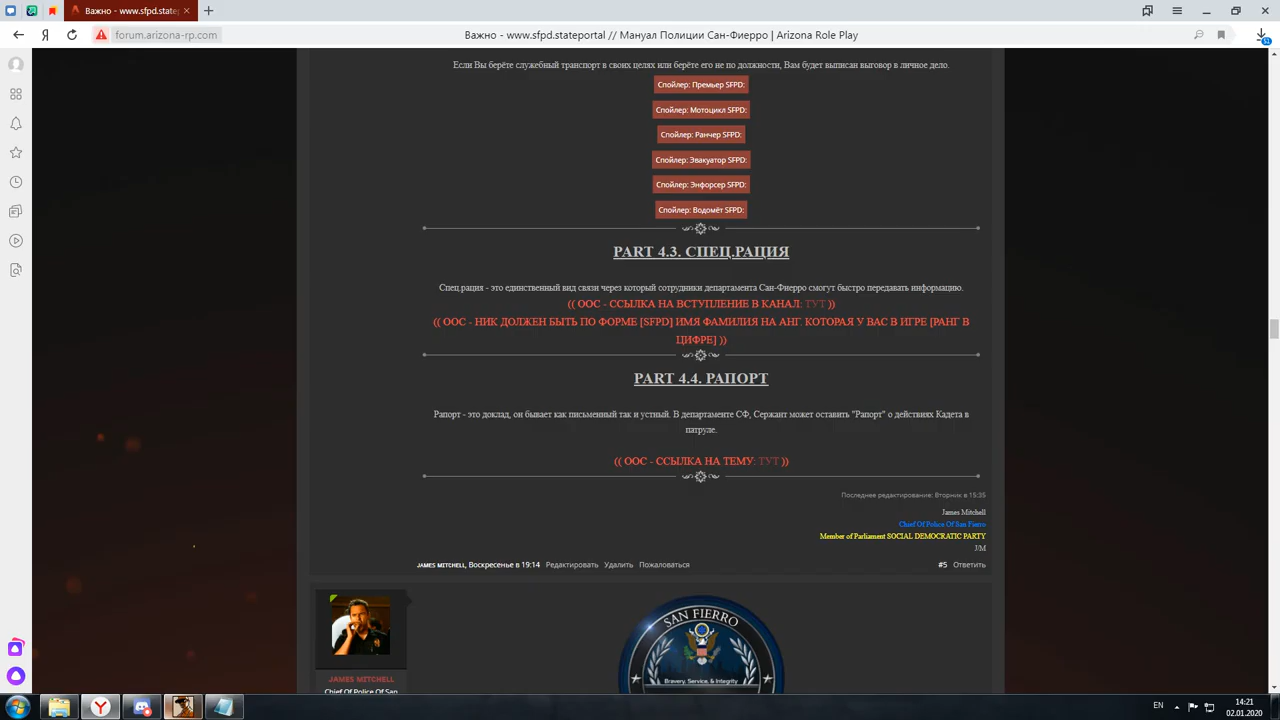 Важно - www.sfpd.state
forum.arizona-rp.com
Важно - www.sfpd.stateportal // Мануал Полиции Сан-Фиерро | Arizona Role Play
Если Вы берёте служебный транспорт в своих целях или берёте его не по должности, Вам будет выписан выговор в личное дело.
Спойлер: Премьер SFPD:
Спойлер: Мотоцикл SFPD:
Спойлер: Ранчер SFPD:
Спойлер: Эвакуатор SFPD:
Спойлер: Энфорсер SFPD:
Спойлер: Водомёт SFPD:
PART 4.3. СПЕЦ.РАЦИЯ
Спец.рация - это единственный вид связи через который сотрудники департамента Сан-Фиерро смогут быстро передавать информацию.
(( ООС - ССЫЛКА НА ВСТУПЛЕНИЕ В КАНАЛ: ТУТ ))
(( ООС - НИК ДОЛЖЕН БЫТЬ ПО ФОРМЕ [SFPD] ИМЯ ФАМИЛИЯ НА АНГ. КОТОРАЯ У ВАС В ИГРЕ [РАНГ В
ЦИФРЕ] ))
PART 4.4. РАПОРТ
Рапорт - это доклад, он бывает как письменный так и устный. В департаменте СФ, Сержант может оставить "Рапорт" о действиях Кадета в
патруле.
(( ООС - ССЫЛКА НА ТЕМУ: ТУТ ))
Последнее редактирование: Вторник в 15:35
James Mitchell
Chief Of Police Of San Fierro
Member of Parliament SOCIAL DEMOCRATIC PARTY
J/M
JAMES MITCHELL, Воскресенье в 19:14 Редактировать Удалить Пожаловаться #5 Ответить
SAN FIERRO
Bravery, Service, & Integrity
JAMES MITCHELL
Chief Of Police Of San
EN
14:21
02.01.2020